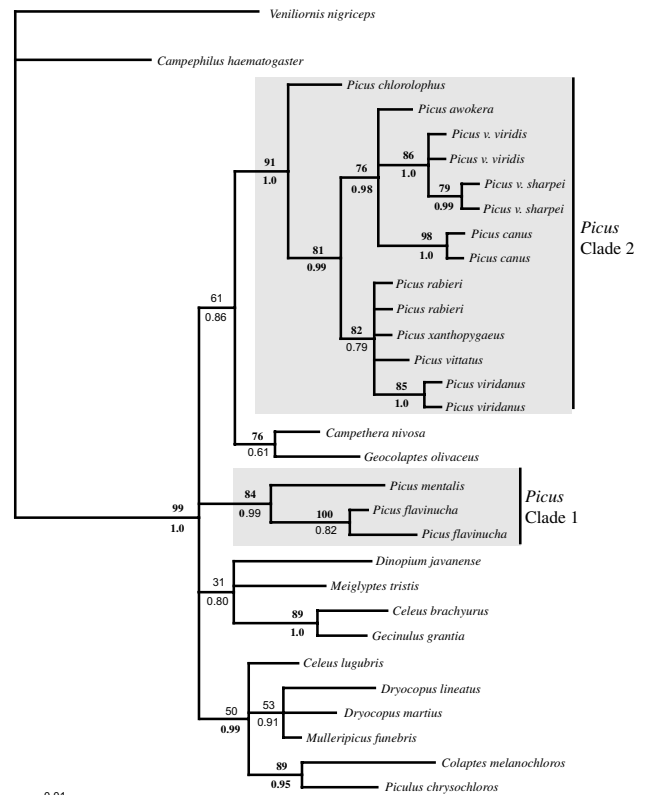 Veniliornis nigriceps
Campephilus haematogaster
Picus chlorolophus
Picus awokera
Picus v. viridis
86
76
Picus v. viridis
91
1.0
1.0
0.98
79
Picus v. sharpei
0.99
Picus v. sharpei
Picus
Clade 2
98
Picus canus
81
1.0
Picus canus
0.99
Picus rabieri
61
Picus rabieri
0.86
82
Picus xanthopygaeus
0.79
Picus vittatus
85
Picus viridanus
1.0
Picus viridanus
76
Campethera nivosa
0.61
Geocolaptes olivaceus
84
Picus mentalis
Picus
Clade 1
99
0.99
100
Picus flavinucha
1.0
0.82
Picus flavinucha
Dinopium javanense
31
Meiglyptes tristis
0.80
89
Celeus brachyurus
1.0
Gecinulus grantia
Celeus lugubris
50
53
Dryocopus lineatus
0.99
0.91
Dryocopus martius
Mulleripicus funebris
89
Colaptes melanochloros
0.95
Piculus chrysochloros